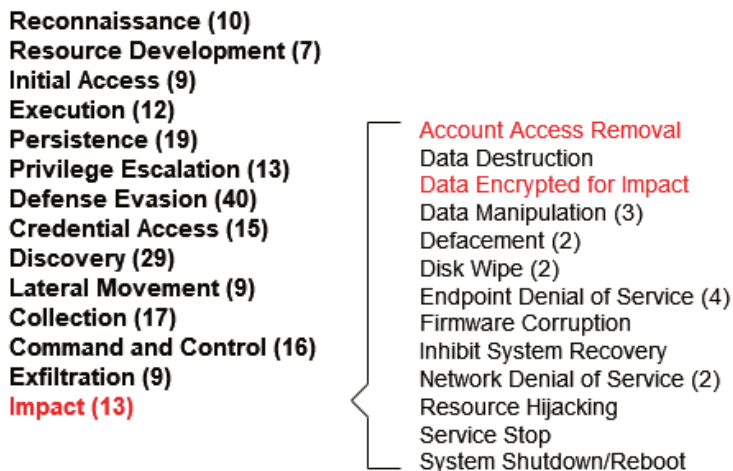 Reconnaissance (10)
Resource Development (7)
Initial Access (9)
Execution (12)
Persistence (19)
Privilege Escalation (13)
Defense Evasion (40)
Credential Access (15)
Discovery (29)
Lateral Movement (9)
Collection (17)
Command and Control (16)
Exfiltration (9)
Impact (13)
Account Access Removal
Data Destruction
Data Encrypted for Impact
Data Manipulation (3)
Defacement (2)
Disk Wipe (2)
Endpoint Denial of Service (4)
Firmware Corruption
Inhibit System Recovery
Network Denial of Service (2)
Resource Hijacking
Service Stop
System Shutdown/Reboot